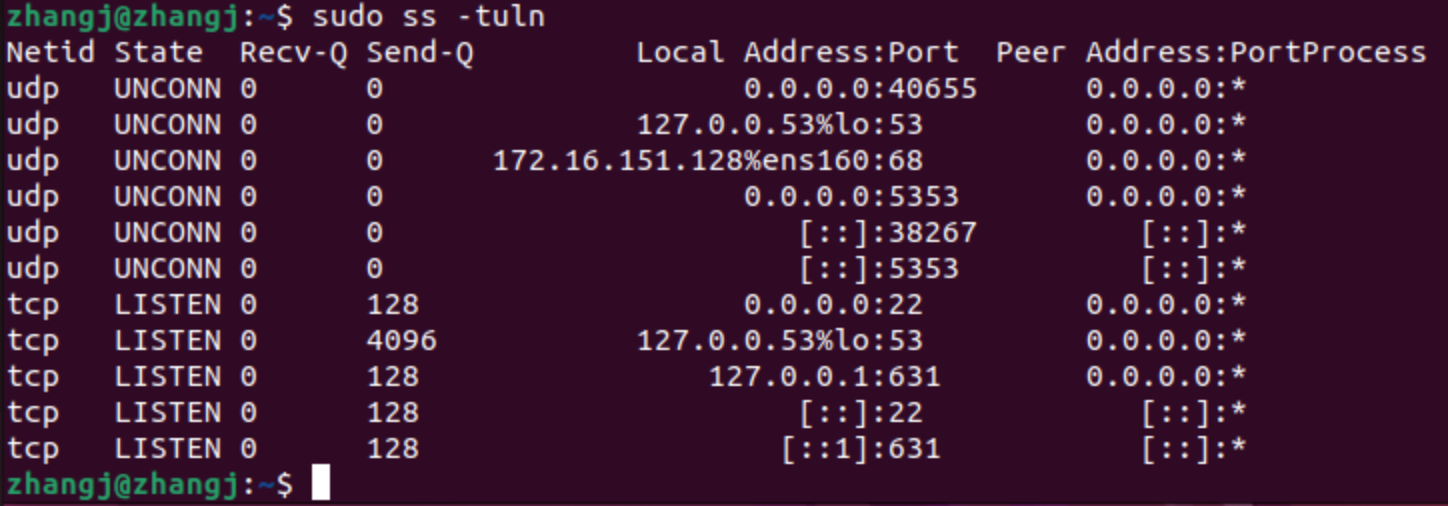 zhangj@zhangj:~$ sudo ss -tuln
Netid State  Recv-Q Send-Q         Local Address:Port  Peer Address:PortProcess
udp   UNCONN 0      0                    0.0.0.0:40655      0.0.0.0:*
udp   UNCONN 0      0              127.0.0.53%lo:53         0.0.0.0:*
udp   UNCONN 0      0      172.16.151.128%ens160:68         0.0.0.0:*
udp   UNCONN 0      0                    0.0.0.0:5353       0.0.0.0:*
udp   UNCONN 0      0                       [::]:38267         [::]:*
udp   UNCONN 0      0                       [::]:5353          [::]:*
tcp   LISTEN 0      128                  0.0.0.0:22         0.0.0.0:*
tcp   LISTEN 0      4096           127.0.0.53%lo:53         0.0.0.0:*
tcp   LISTEN 0      128                127.0.0.1:631        0.0.0.0:*
tcp   LISTEN 0      128                     [::]:22            [::]:*
tcp   LISTEN 0      128                    [::1]:631           [::]:*
zhangj@zhangj:~$